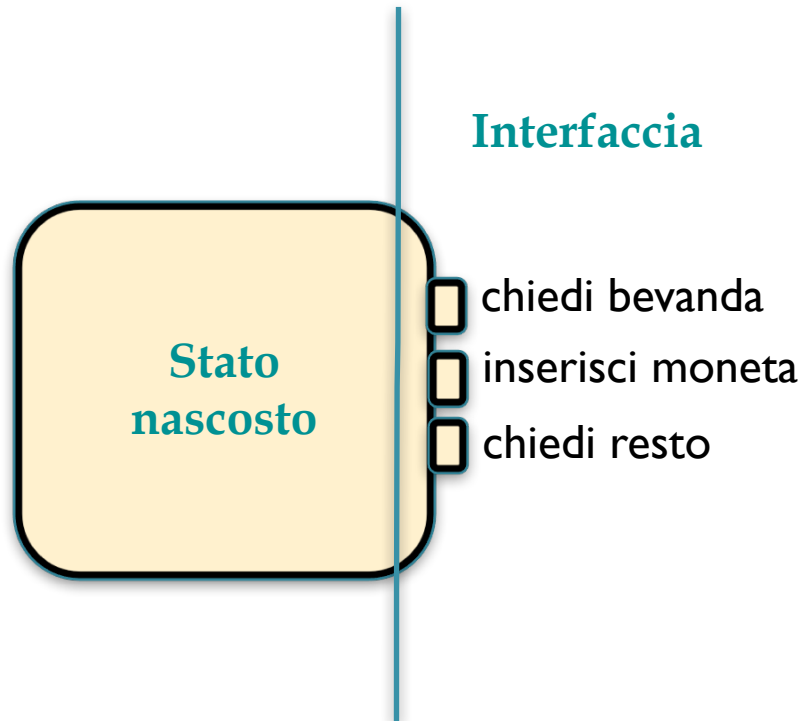 Interfaccia
chiedi bevanda
inserisci moneta
chiedi resto
Stato
nascosto